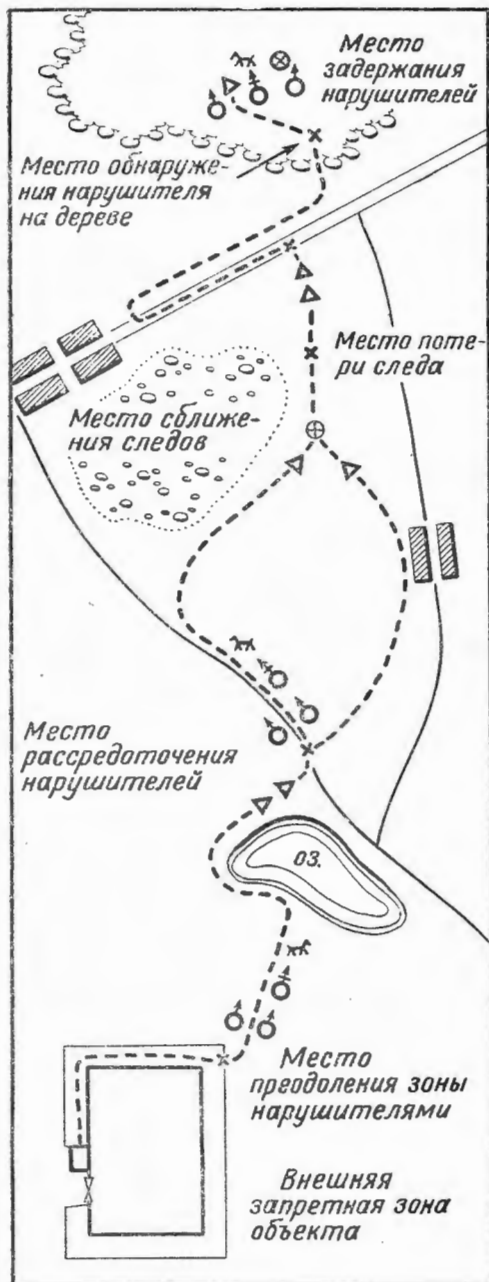 Место
задержания
нарушителей
Место обнаруже-
ния нарушителя
на дереве
Место поте-
ри следа
Место сближе-
ния следов
Место
рассредоточения
нарушителей
ОЗ.
Место
преодоления зоны
нарушителями
Внешняя
запретная зона
объекта